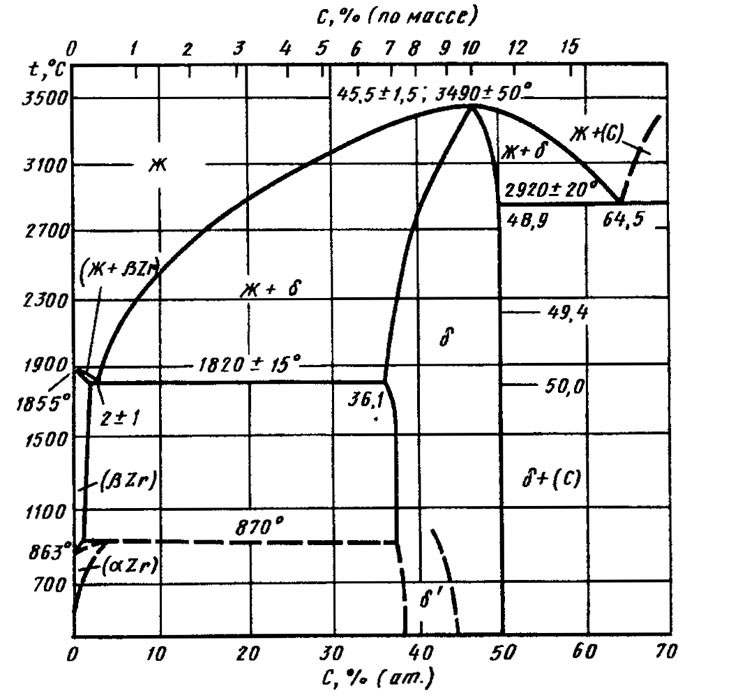 С, % (по массе)
0 1 2 3 4 5 6 7 8 9 10 12 15
t,°С
45,5±1,5; 3490±50°
3500
Ж+(С)
Ж+δ
3100
Ж
2920±20°
2700
48,9
64,5
(Ж+βZr)
Ж+δ
2300
49,4
δ
1900
1820±15°
1855°
50,0
36,1
2±1
1500
(βZr)
δ+(С)
1100
870°
863°
(αZr)
700
δ'
0 10 20 30 40 50 60 70
С, % (ат.)